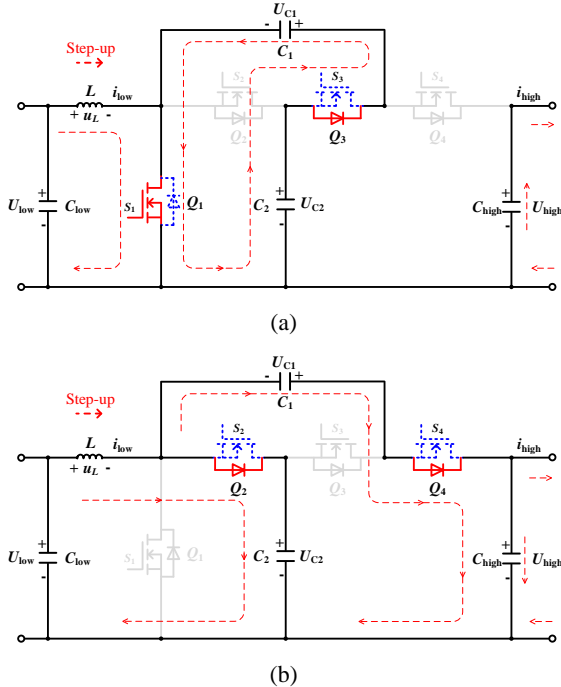 U_C1
- +
C_1
Step-up
S_2 S_3 S_4
L i_low i_high
+ u_L - Q_2 Q_3 Q_4
+ + +
U_low C_low S_1 Q_1 C_2 U_C2 C_high U_high
- - -
(a)
U_C1
- +
C_1
Step-up
S_2 S_3 S_4
L i_low i_high
+ u_L - Q_2 Q_3 Q_4
+ + +
U_low C_low S_1 Q_1 C_2 U_C2 C_high U_high
- - -
(b)